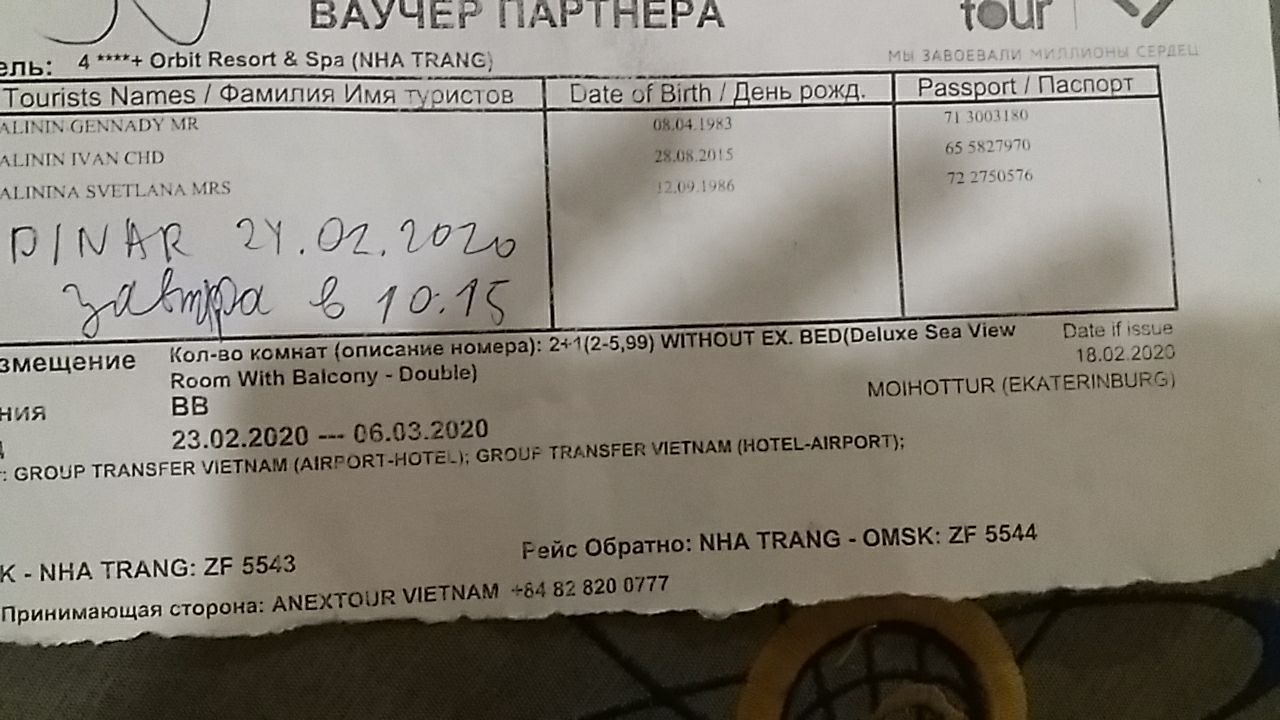 ВАУЧЕР ПАРТНЕРА
tour
МЫ ЗАВОЕВАЛИ МИЛЛИОНЫ СЕРДЕЦ
ель: 4 ****+ Orbit Resort & Spa (NHA TRANG)
Tourists Names / Фамилия Имя туристов Date of Birth / День рожд. Passport / Паспорт
ALININ GENNADY MR 08.04.1983 71 3003180
ALININ IVAN CHD 28.08.2015 65 5827970
ALININA SVETLANA MRS 12.09.1986 72 2750576
DINAR 24.02.2020
завтра в 10.15
змещение Кол-во комнат (описание номера): 2+1(2-5,99) WITHOUT EX. BED(Deluxe Sea View
Room With Balcony - Double)
Date if issue
18.02.2020
ния BB
MOIHOTTUR (EKATERINBURG)
23.02.2020 --- 06.03.2020
: GROUP TRANSFER VIETNAM (AIRPORT-HOTEL); GROUP TRANSFER VIETNAM (HOTEL-AIRPORT);
K - NHA TRANG: ZF 5543 Рейс Обратно: NHA TRANG - OMSK: ZF 5544
Принимающая сторона: ANEXTOUR VIETNAM +84 82 820 0777